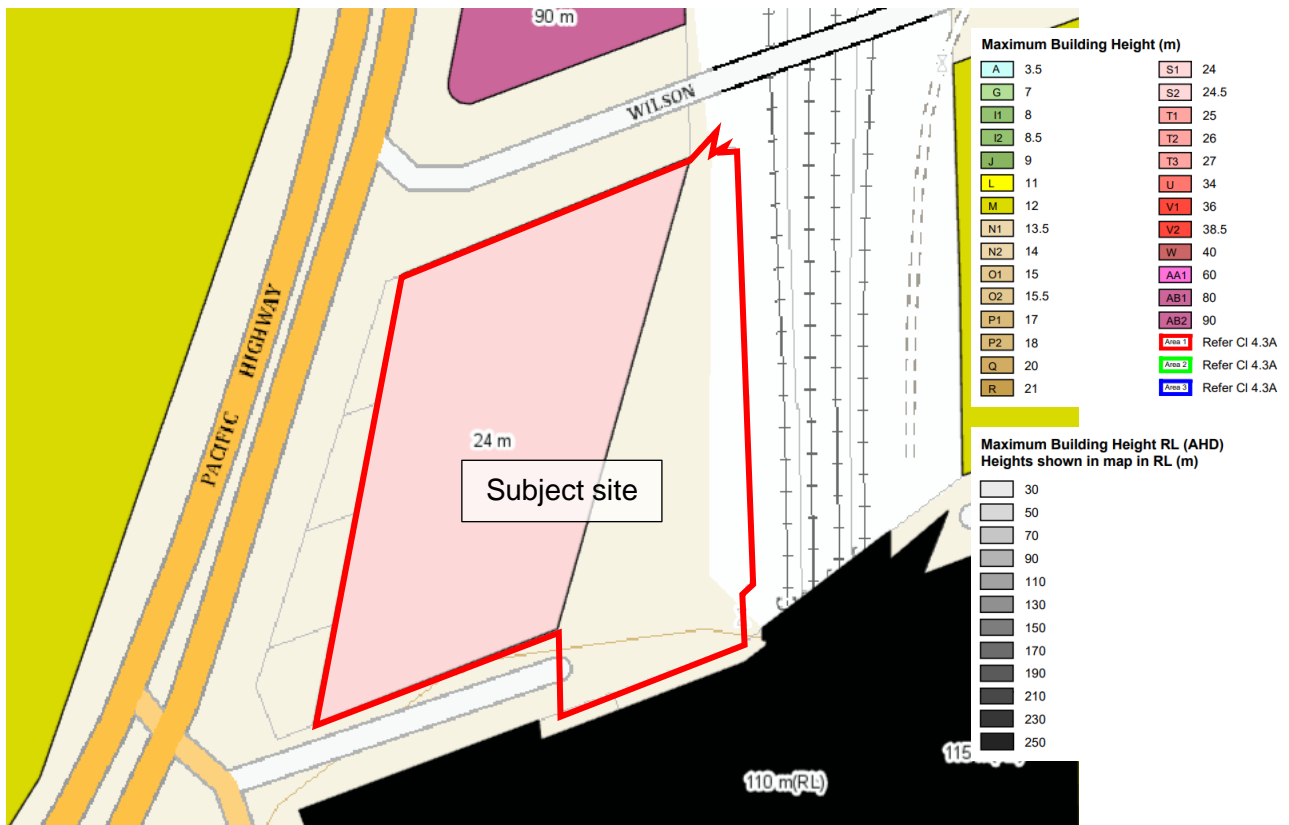 90 m
WILSON
PACIFIC HIGHWAY
24 m
Subject site
110 m(RL)
115
Maximum Building Height (m)
A 3.5
G 7
I1 8
I2 8.5
J 9
L 11
M 12
N1 13.5
N2 14
O1 15
O2 15.5
P1 17
P2 18
Q 20
R 21
S1 24
S2 24.5
T1 25
T2 26
T3 27
U 34
V1 36
V2 38.5
W 40
AA1 60
AB1 80
AB2 90
Area 1 Refer Cl 4.3A
Area 2 Refer Cl 4.3A
Area 3 Refer Cl 4.3A
Maximum Building Height RL (AHD)
Heights shown in map in RL (m)
30
50
70
90
110
130
150
170
190
210
230
250